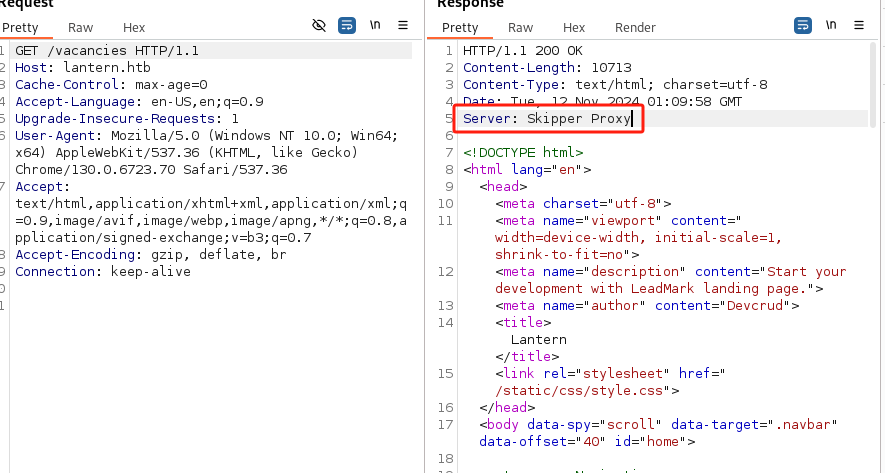 Request
Pretty Raw Hex \n
1 GET /vacancies HTTP/1.1
2 Host: lantern.htb
3 Cache-Control: max-age=0
4 Accept-Language: en-US,en;q=0.9
5 Upgrade-Insecure-Requests: 1
6 User-Agent: Mozilla/5.0 (Windows NT 10.0; Win64;
x64) AppleWebKit/537.36 (KHTML, like Gecko)
Chrome/130.0.6723.70 Safari/537.36
7 Accept:
text/html,application/xhtml+xml,application/xml;q
=0.9,image/avif,image/webp,image/apng,*/*;q=0.8,a
pplication/signed-exchange;v=b3;q=0.7
8 Accept-Encoding: gzip, deflate, br
9 Connection: keep-alive
0
1
Response
Pretty Raw Hex Render \n
1 HTTP/1.1 200 OK
2 Content-Length: 10713
3 Content-Type: text/html; charset=utf-8
4 Date: Tue, 12 Nov 2024 01:09:58 GMT
5 Server: Skipper Proxy
6
7 <!DOCTYPE html>
8 <html lang="en">
9 <head>
10 <meta charset="utf-8">
11 <meta name="viewport" content="
width=device-width, initial-scale=1,
shrink-to-fit=no">
12 <meta name="description" content="Start your
development with LeadMark landing page.">
13 <meta name="author" content="Devcrud">
14 <title>
Lantern
</title>
15 <link rel="stylesheet" href="
/static/css/style.css">
16 </head>
17 <body data-spy="scroll" data-target=".navbar"
data-offset="40" id="home">
18